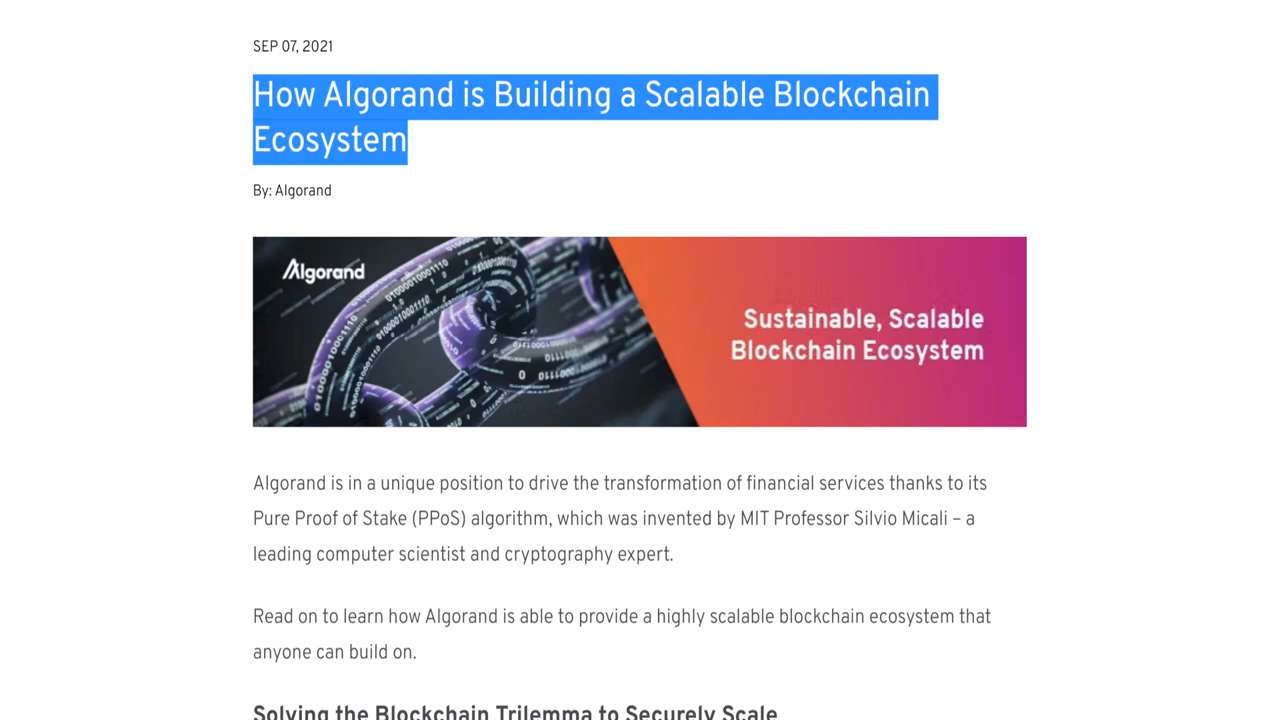 SEP 07, 2021
How Algorand is Building a Scalable Blockchain
Ecosystem
By: Algorand
Algorand
Sustainable, Scalable
Blockchain Ecosystem
Algorand is in a unique position to drive the transformation of financial services thanks to its
Pure Proof of Stake (PPoS) algorithm, which was invented by MIT Professor Silvio Micali – a
leading computer scientist and cryptography expert.
Read on to learn how Algorand is able to provide a highly scalable blockchain ecosystem that
anyone can build on.
Solving the Blockchain Trilemma to Securely Scale